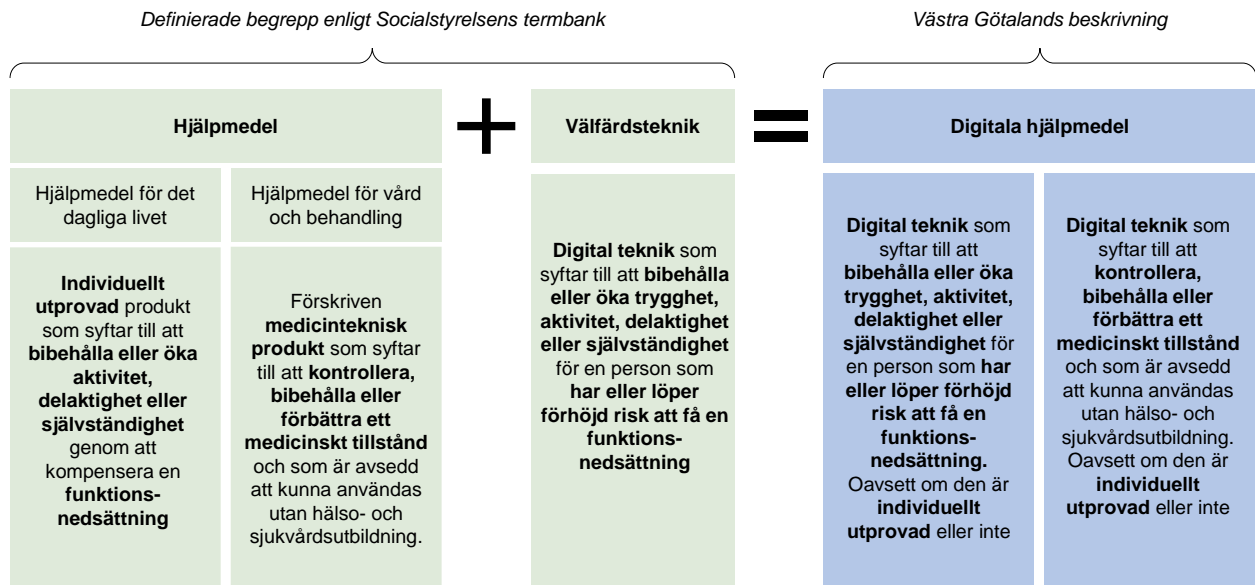 Definierade begrepp enligt Socialstyrelsens termbank
Västra Götalands beskrivning
Hjälpmedel
+
Välfärdsteknik
=
Digitala hjälpmedel
Hjälpmedel för det
dagliga livet
Hjälpmedel för vård
och behandling
Individuellt
utprovad produkt
som syftar till att
bibehålla eller öka
aktivitet,
delaktighet eller
självständighet
genom att
kompensera en
funktions-
nedsättning
Förskriven
medicinteknisk
produkt som syftar
till att kontrollera,
bibehålla eller
förbättra ett
medicinskt tillstånd
och som är avsedd
att kunna användas
utan hälso- och
sjukvårdsutbildning.
Digital teknik som
syftar till att bibehålla
eller öka trygghet,
aktivitet, delaktighet
eller självständighet
för en person som
har eller löper
förhöjd risk att få en
funktions-
nedsättning
Digital teknik som
syftar till att
bibehålla eller öka
trygghet, aktivitet,
delaktighet eller
självständighet för
en person som har
eller löper förhöjd
risk att få en
funktions-
nedsättning.
Oavsett om den är
individuellt
utprovad eller inte
Digital teknik som
syftar till att
kontrollera,
bibehålla eller
förbättra ett
medicinskt tillstånd
och som är avsedd
att kunna användas
utan hälso- och
sjukvårdsutbildning.
Oavsett om den är
individuellt
utprovad eller inte